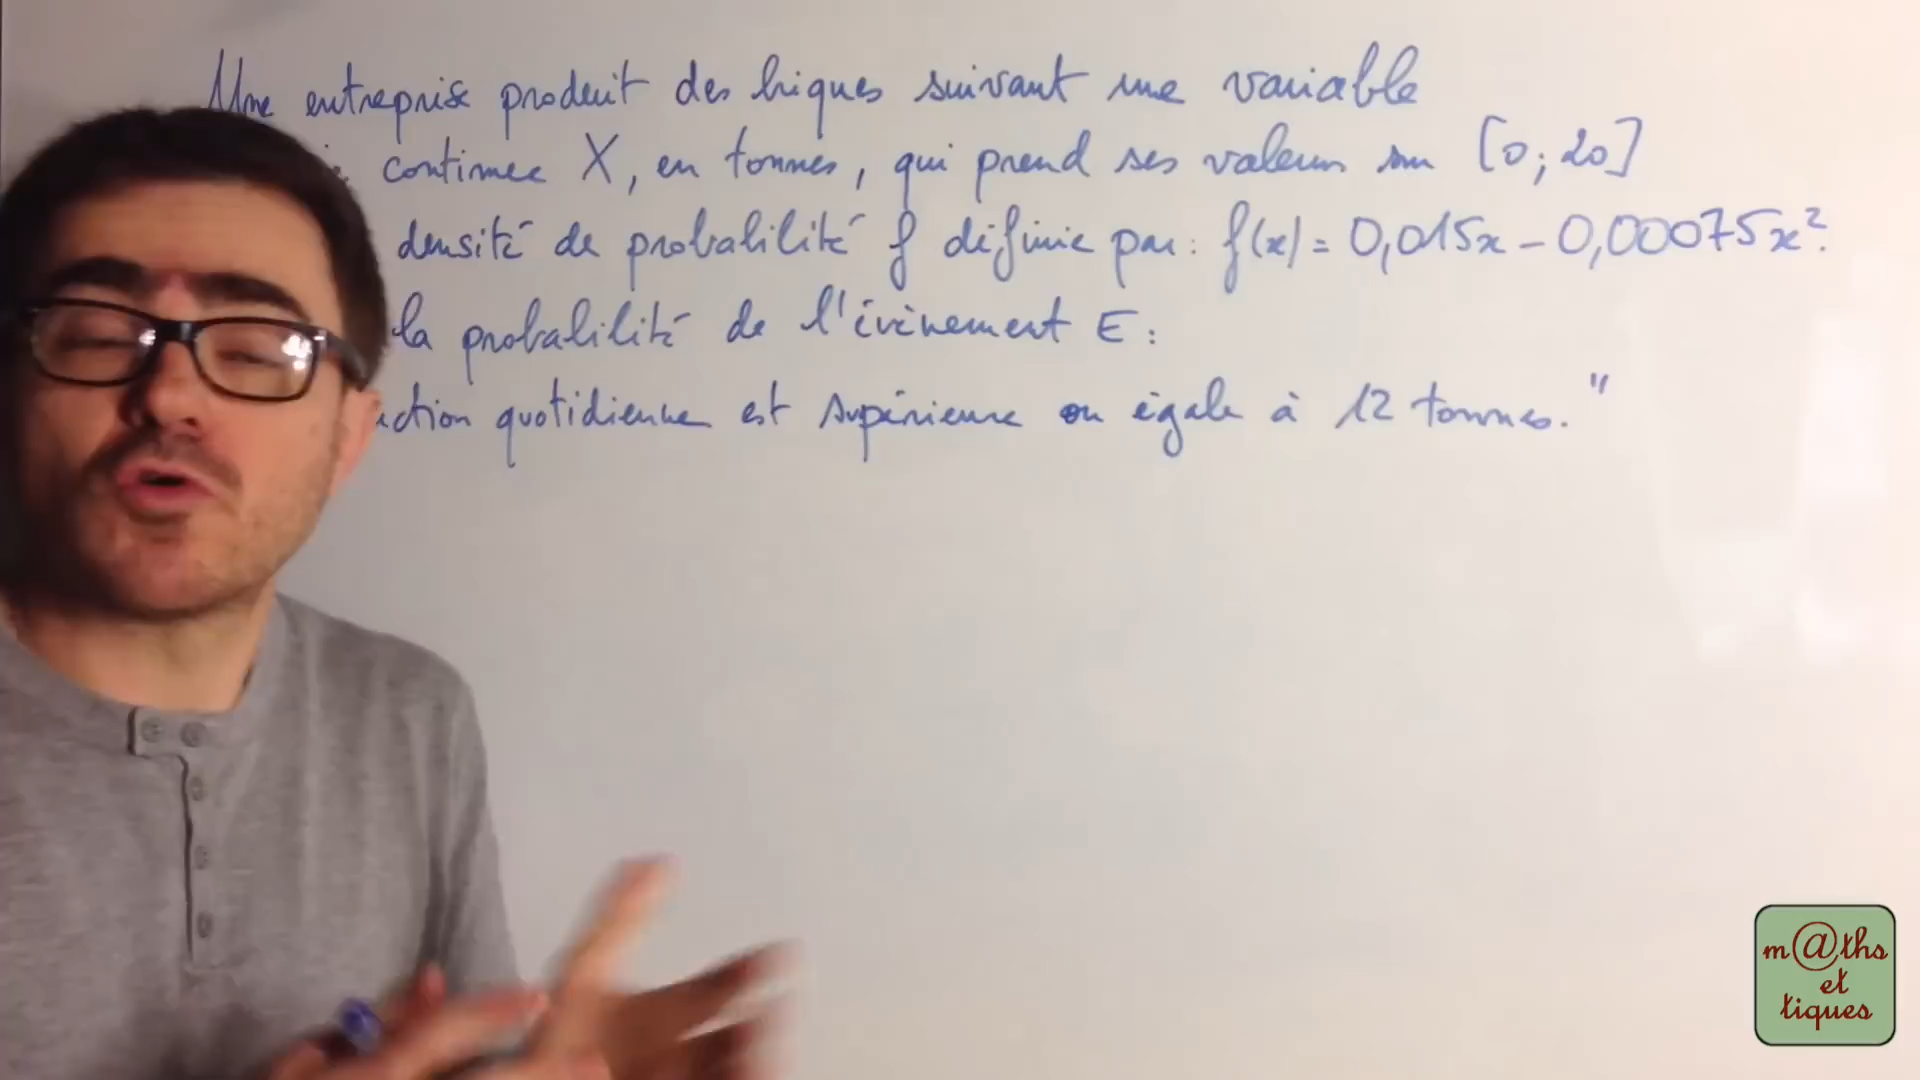 Une entreprise produit des briques suivant une variable
continue X, en tonnes, qui prend ses valeurs sur [0; 20]
densité de probabilité f définie par : f(x) = 0,015x - 0,00075x².
la probabilité de l'évènement E :
uction quotidienne est supérieure ou égale à 12 tonnes."
m@ths
et
tiques